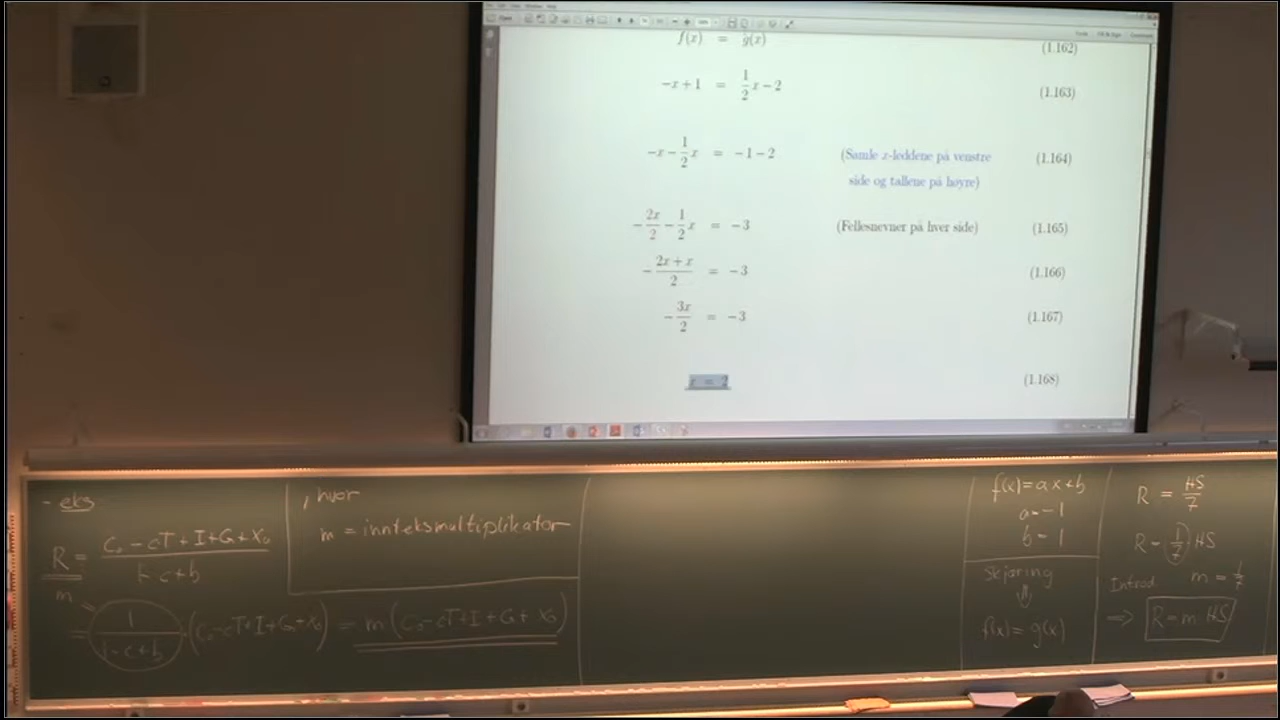 f(x) = g(x) (1.162)
-x + 1 = 1/2 x - 2 (1.163)
-x - 1/2 x = -1 - 2 (Samle x-leddene på venstre (1.164)
side og tallene på høyre)
- 2x/2 - 1/2 x = -3 (Fellesnevner på hver side) (1.165)
- (2x + x)/2 = -3 (1.166)
- 3x/2 = -3 (1.167)
x = 2 (1.168)
- eks
R = (C₀ - cT + I + G + X₀)/(1 - c + b)
m
= 1/(1 - c + b) · (C₀ - cT + I + G + X₀) = m (C₀ - cT + I + G + X₀)
, hvor
m = innteksmultiplikator
f(x) = ax + b
a = -1
b = 1
skjæring
⇓
f(x) = g(x)
R = HS/7
R = (1/7) HS
Introd. m = 1/7
⇒ R = m HS